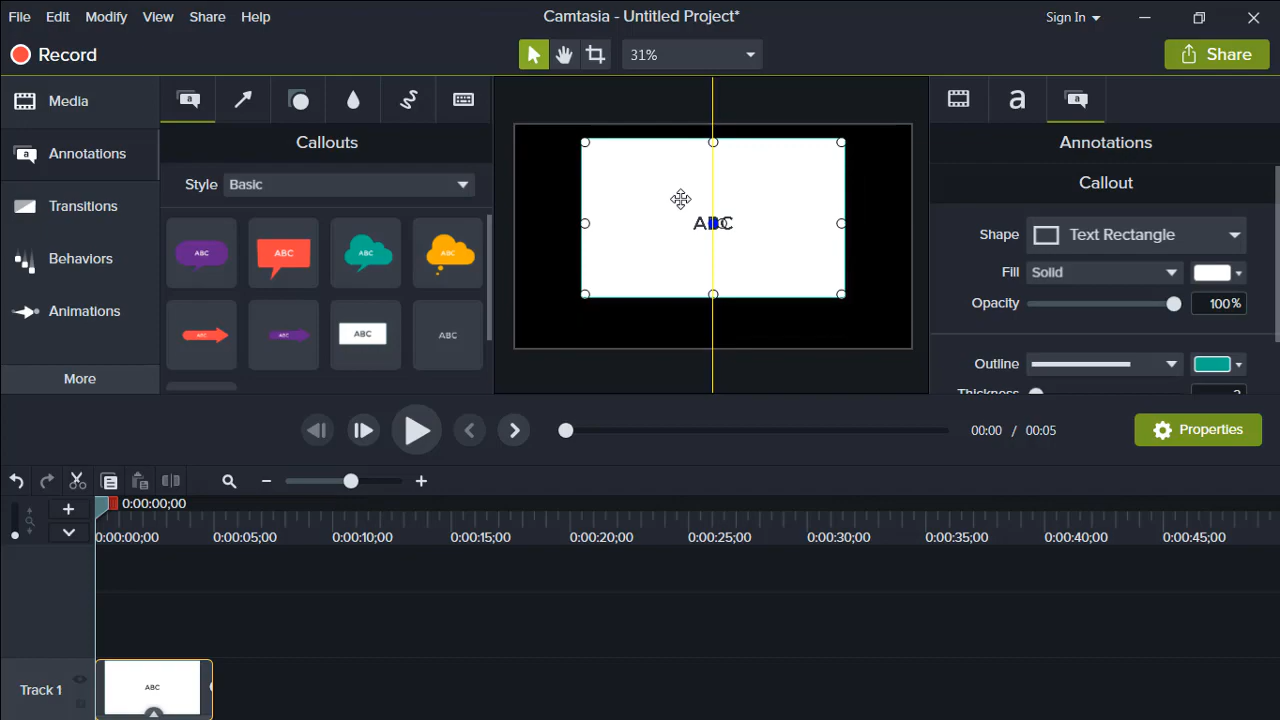 File Edit Modify View Share Help
Camtasia - Untitled Project*
Sign In
Record
31%
Share
Media
Annotations
Transitions
Behaviors
Animations
More
a
Callouts
Style Basic
ABC ABC ABC ABC
ABC ABC ABC ABC
ABC
a a
Annotations
Callout
Shape Text Rectangle
Fill Solid
Opacity 100%
Outline
Thickness
00:00 / 00:05
Properties
0:00:00;00
0:00:00;00 0:00:05;00 0:00:10;00 0:00:15;00 0:00:20;00 0:00:25;00 0:00:30;00 0:00:35;00 0:00:40;00 0:00:45;00
Track 1
ABC